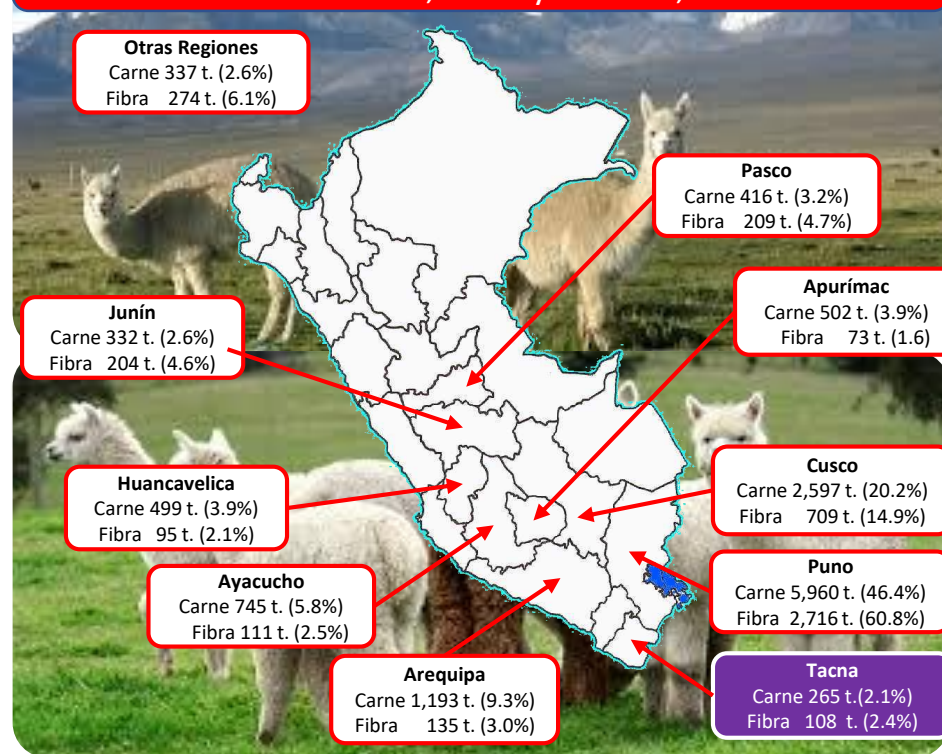 Otras Regiones
Carne 337 t. (2.6%)
Fibra 274 t. (6.1%)
Pasco
Carne 416 t. (3.2%)
Fibra 209 t. (4.7%)
Apurímac
Carne 502 t. (3.9%)
Fibra 73 t. (1.6)
Junín
Carne 332 t. (2.6%)
Fibra 204 t. (4.6%)
Cusco
Carne 2,597 t. (20.2%)
Fibra 709 t. (14.9%)
Huancavelica
Carne 499 t. (3.9%)
Fibra 95 t. (2.1%)
Puno
Carne 5,960 t. (46.4%)
Fibra 2,716 t. (60.8%)
Ayacucho
Carne 745 t. (5.8%)
Fibra 111 t. (2.5%)
Arequipa
Carne 1,193 t. (9.3%)
Fibra 135 t. (3.0%)
Tacna
Carne 265 t.(2.1%)
Fibra 108 t. (2.4%)